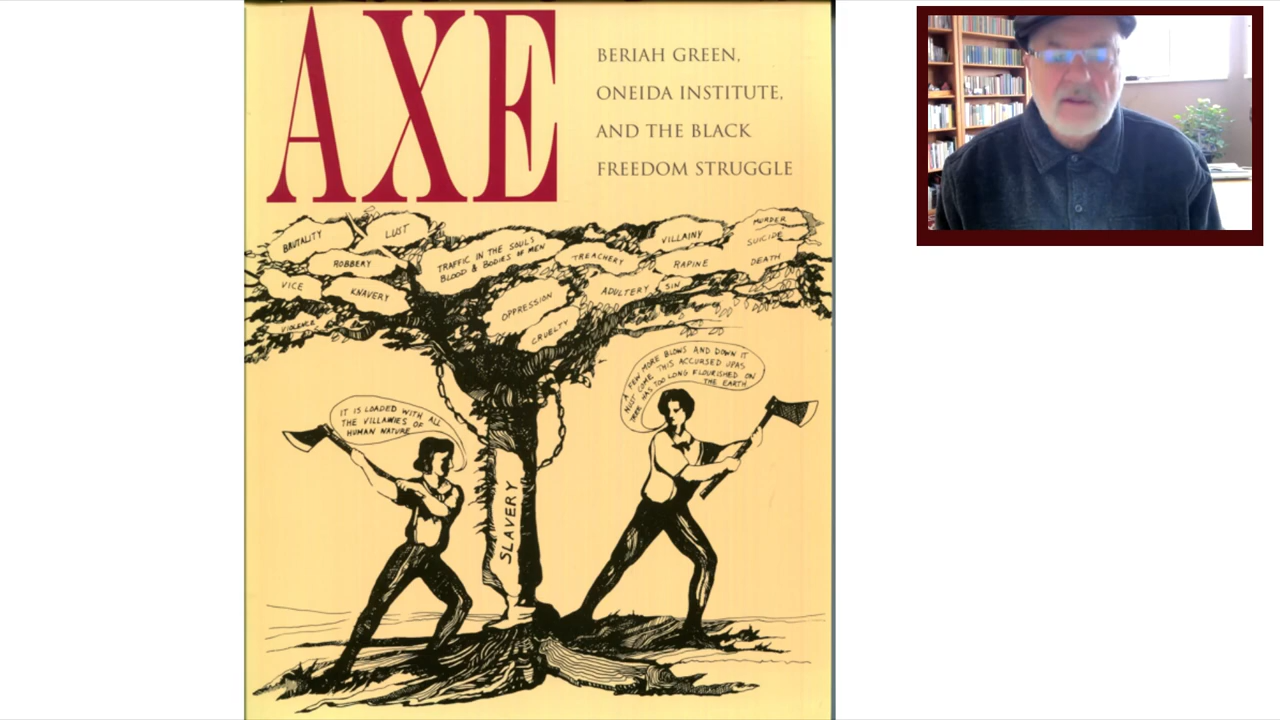 AXE
BERIAH GREEN,
ONEIDA INSTITUTE,
AND THE BLACK
FREEDOM STRUGGLE
BRUTALITY
LUST
ROBBERY
VICE
KNAVERY
VIOLENCE
TRAFFIC IN THE SOULS
BLOOD & BODIES OF MEN
TREACHERY
VILLAINY
RAPINE
MURDER
SUICIDE
DEATH
OPPRESSION
ADULTERY
SIN
CRUELTY
IT IS LOADED WITH ALL
THE VILLAINIES OF
HUMAN NATURE
A FEW MORE BLOWS AND DOWN IT
MUST COME THIS ACCURSED UPAS
TREE HAS TOO LONG FLOURISHED ON
THE EARTH
SLAVERY